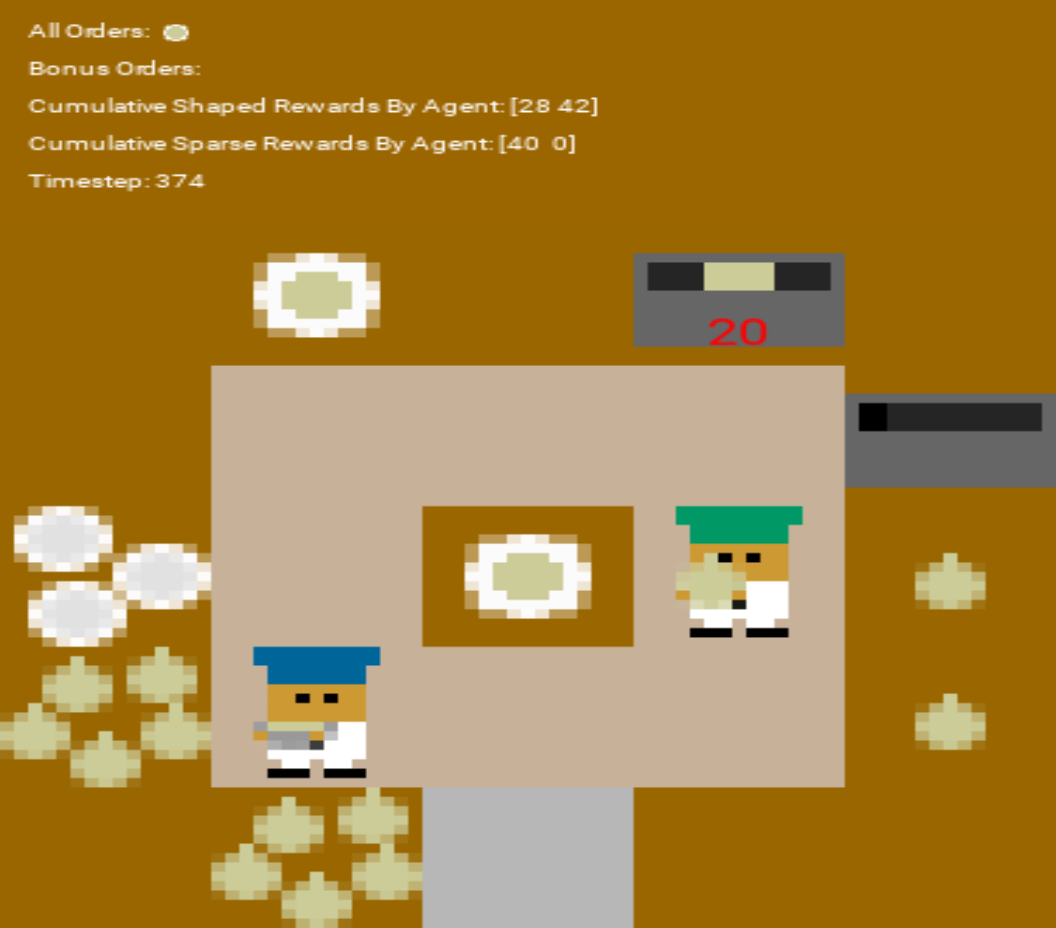 All Orders:
Bonus Orders:
Cumulative Shaped Rewards By Agent: [28 42]
Cumulative Sparse Rewards By Agent: [40  0]
Timestep: 374
20